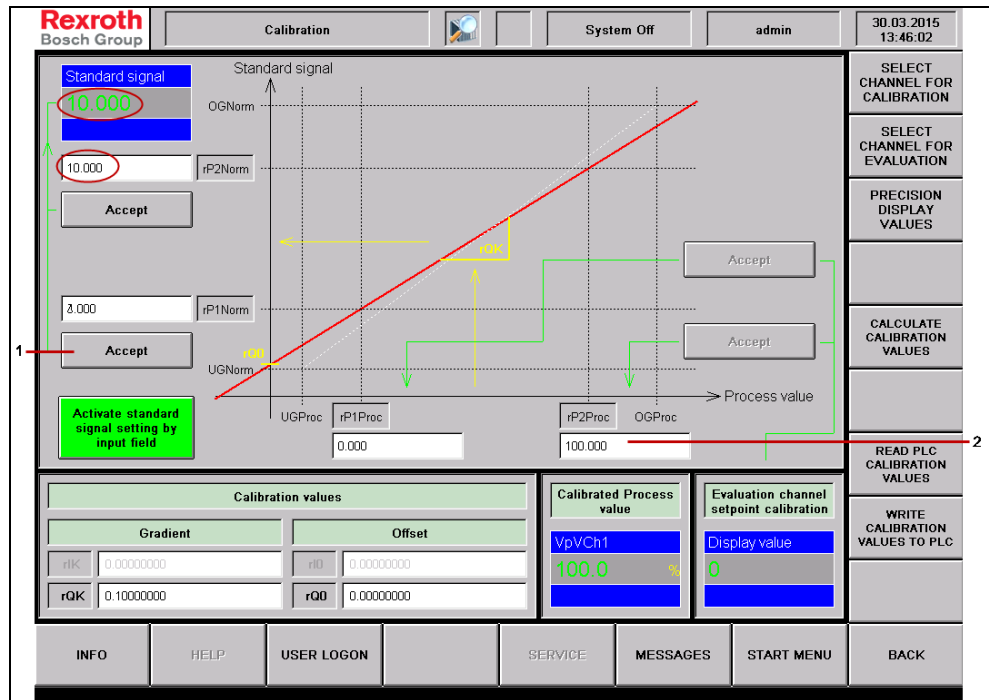 Rexroth
Bosch Group
Calibration
System Off
admin
30.03.2015
13:46:02
Standard signal
10.000
10.000
Accept
Accept
1
Activate standard
signal setting by
input field
Standard signal
OGNorm
rP2Norm
rP1Norm
rQ0
UGNorm
rQK
Accept
Accept
Process value
UGProc
rP1Proc
rP2Proc
OGProc
0.000
100.000
2
Calibration values
Gradient
Offset
rIK
0.00000000
rI0
0.00000000
rQK
0.10000000
rQ0
0.00000000
Calibrated Process
value
VpVCh1
100.0 %
Evaluation channel
setpoint calibration
Display value
0
SELECT
CHANNEL FOR
CALIBRATION
SELECT
CHANNEL FOR
EVALUATION
PRECISION
DISPLAY
VALUES
CALCULATE
CALIBRATION
VALUES
READ PLC
CALIBRATION
VALUES
WRITE
CALIBRATION
VALUES TO PLC
INFO
HELP
USER LOGON
SERVICE
MESSAGES
START MENU
BACK